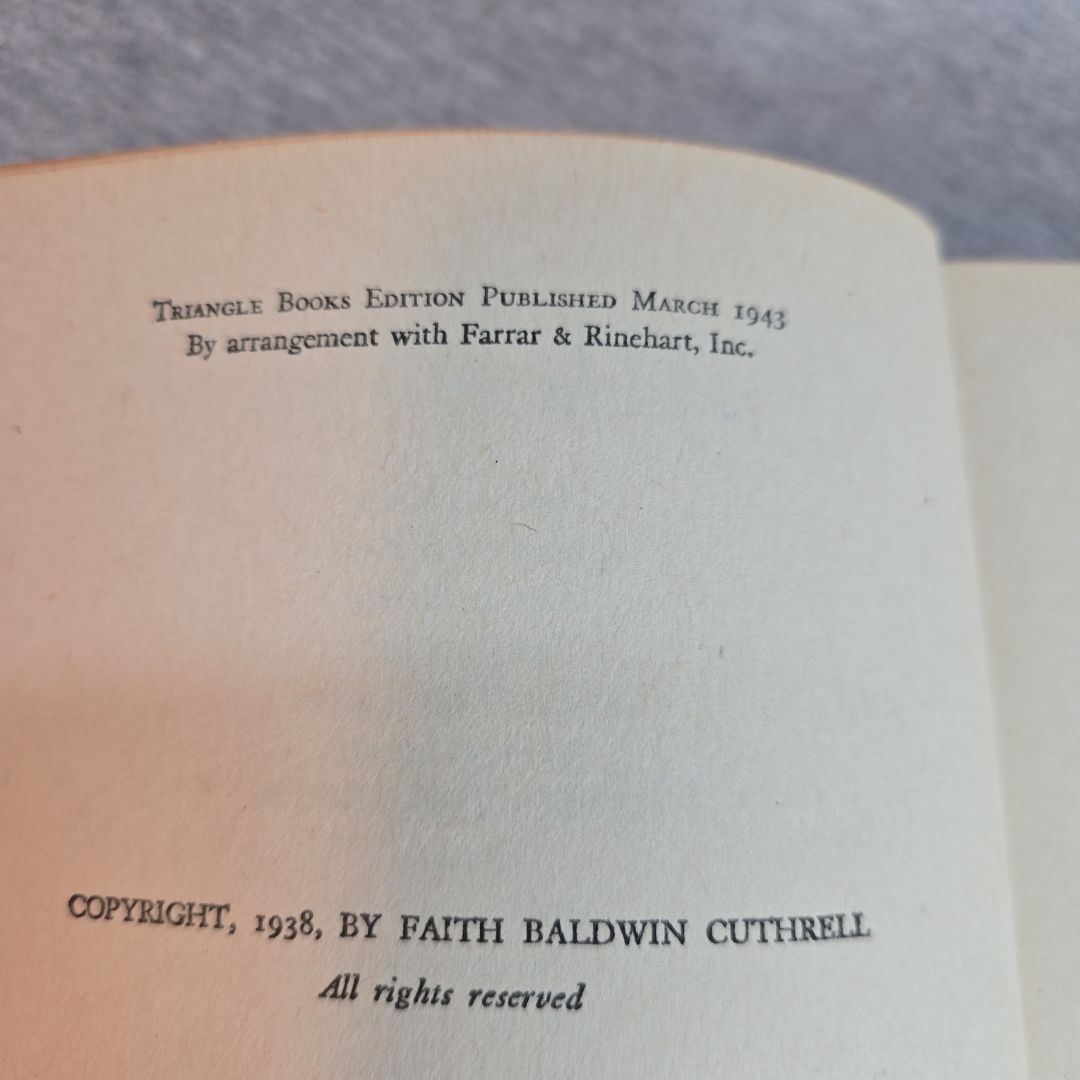 Triangle Books Edition Published March 1943
By arrangement with Farrar & Rinehart, Inc.
COPYRIGHT, 1938, BY FAITH BALDWIN CUTHRELL
All rights reserved